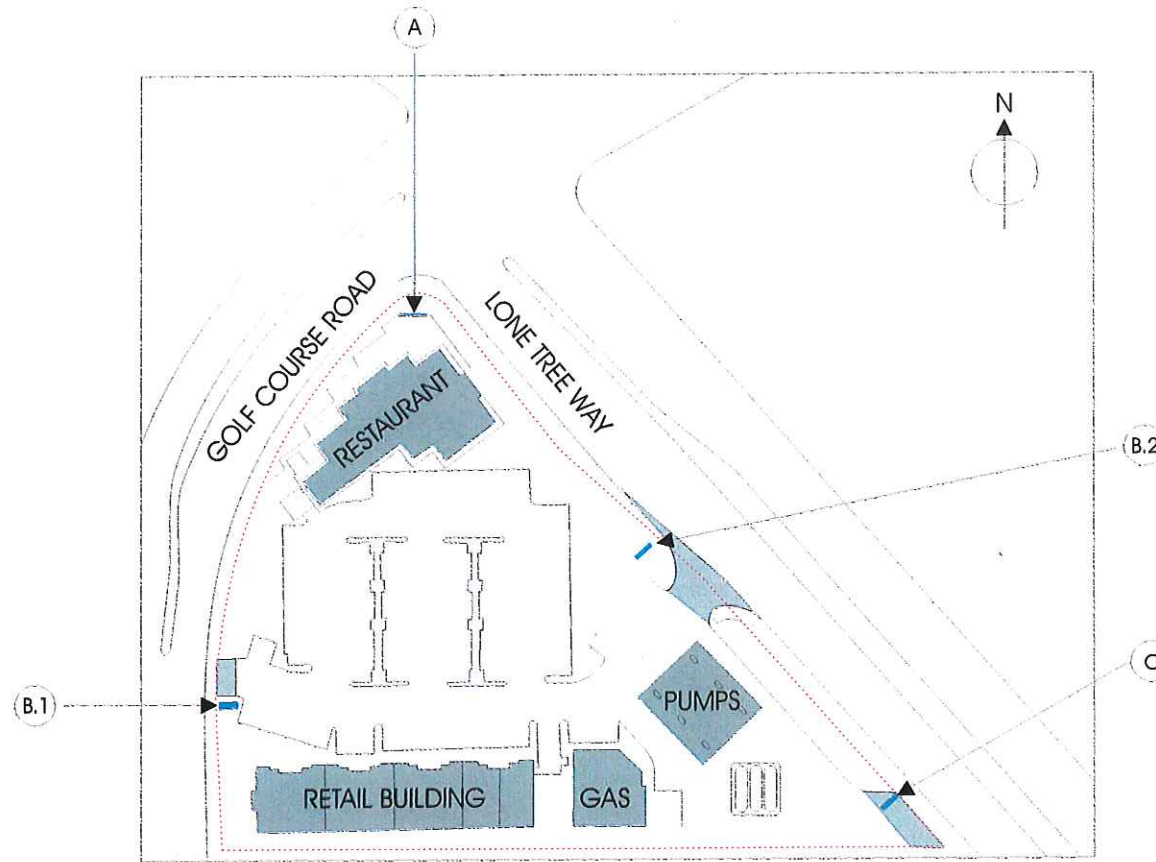 A
N
GOLF COURSE ROAD
LONE TREE WAY
RESTAURANT
B.2
C
PUMPS
B.1
RETAIL BUILDING
GAS